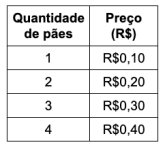 Quantidade de pães Preço (R$)
1 R$0,10
2 R$0,20
3 R$0,30
4 R$0,40